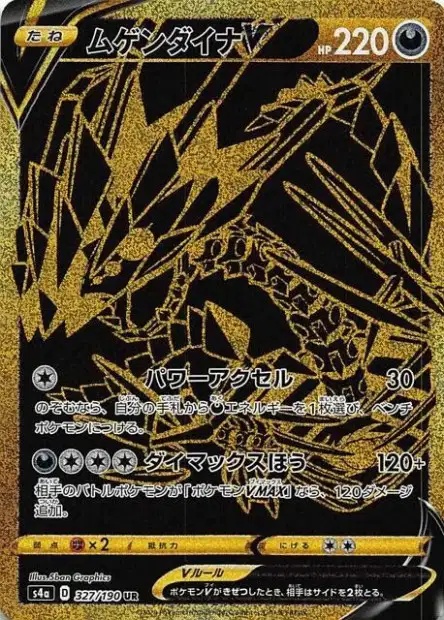 たね ムゲンダイナV HP 220
パワーアクセル 30
のぞむなら、自分の手札からエネルギーを1枚選び、ベンチ
ポケモンにつける。
ダイマックスほう 120+
相手のバトルポケモンが「ポケモンVMAX」なら、120ダメージ
追加。
弱点 ×2 抵抗力 にげる
Vルール
ポケモンVがきぜつしたとき、相手はサイドを2枚とる。
Illus. 5ban Graphics
s4a D 327/190 UR